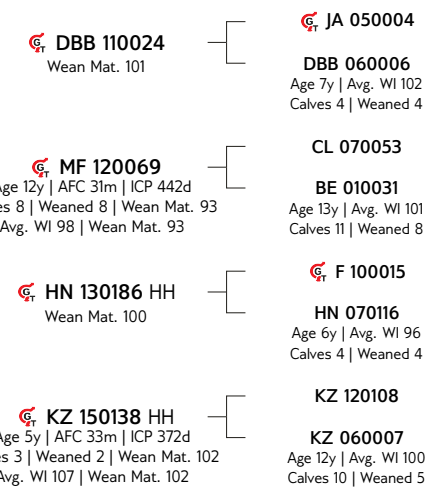 JA 050004
DBB 110024
Wean Mat. 101
DBB 060006
Age 7y | Avg. WI 102
Calves 4 | Weaned 4
CL 070053
MF 120069
ge 12y | AFC 31m | ICP 442d
es 8 | Weaned 8 | Wean Mat. 93
Avg. WI 98 | Wean Mat. 93
BE 010031
Age 13y | Avg. WI 101
Calves 11 | Weaned 8
F 100015
HN 130186 HH
Wean Mat. 100
HN 070116
Age 6y | Avg. WI 96
Calves 4 | Weaned 4
KZ 120108
KZ 150138 HH
Age 5y | AFC 33m | ICP 372d
es 3 | Weaned 2 | Wean Mat. 102
Avg. WI 107 | Wean Mat. 102
KZ 060007
Age 12y | Avg. WI 100
Calves 10 | Weaned 5